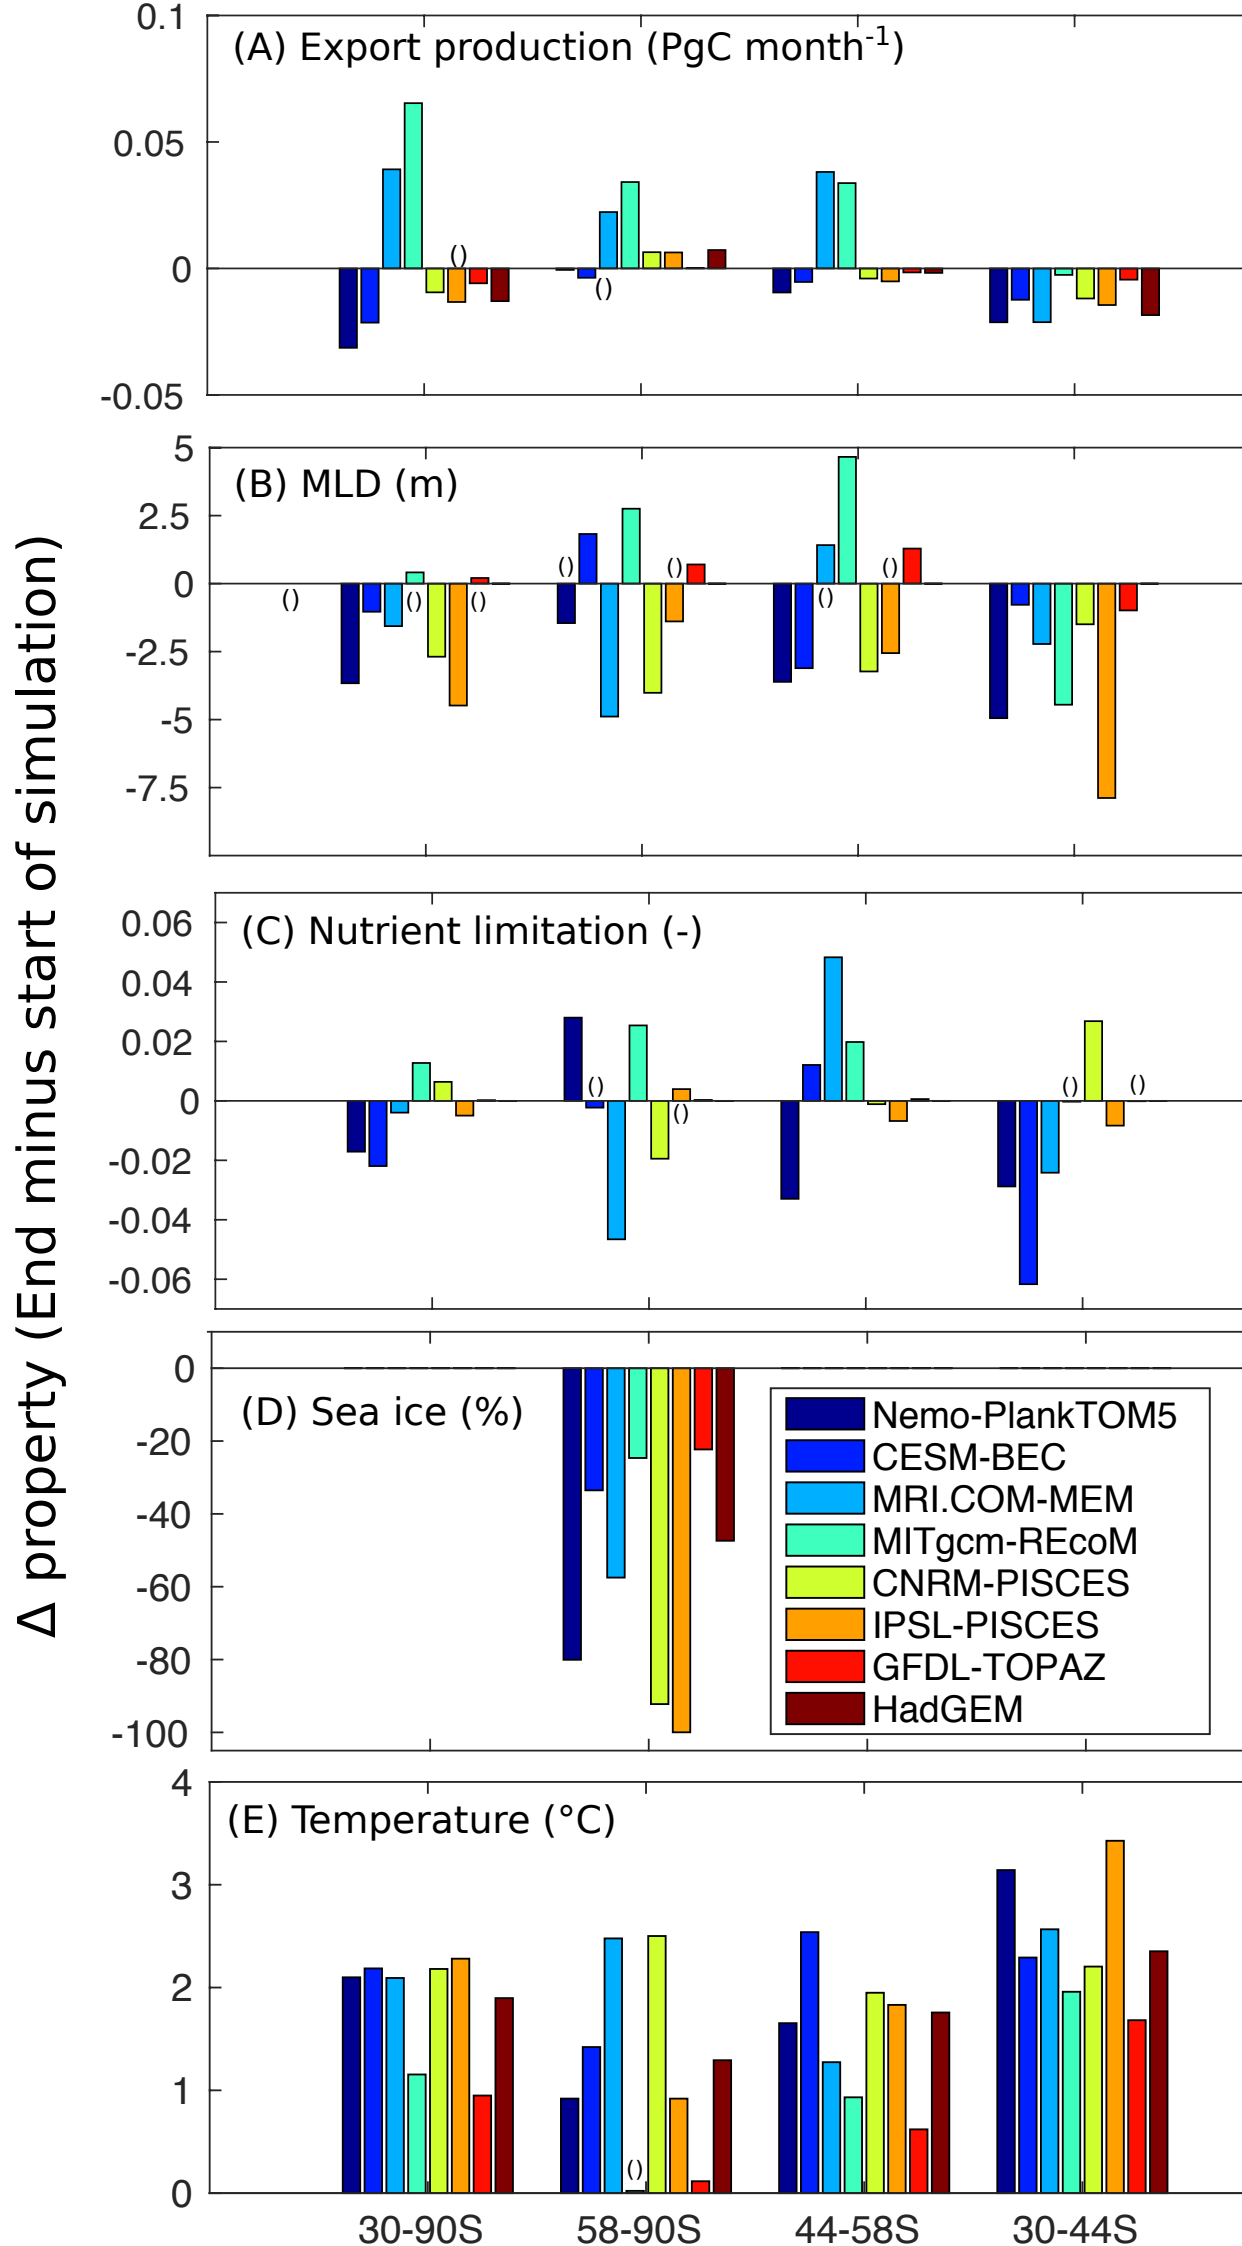 Δ property (End minus start of simulation)
(A) Export production (PgC month⁻¹)
0.1
0.05
0
-0.05
()
()
(B) MLD (m)
5
2.5
0
-2.5
-5
-7.5
()
()
()
()
()
()
()
(C) Nutrient limitation (-)
0.06
0.04
0.02
0
-0.02
-0.04
-0.06
()
()
()
()
(D) Sea ice (%)
0
-20
-40
-60
-80
-100
Nemo-PlankTOM5
CESM-BEC
MRI.COM-MEM
MITgcm-REcoM
CNRM-PISCES
IPSL-PISCES
GFDL-TOPAZ
HadGEM
(E) Temperature (°C)
4
3
2
1
0
()
30-90S 58-90S 44-58S 30-44S